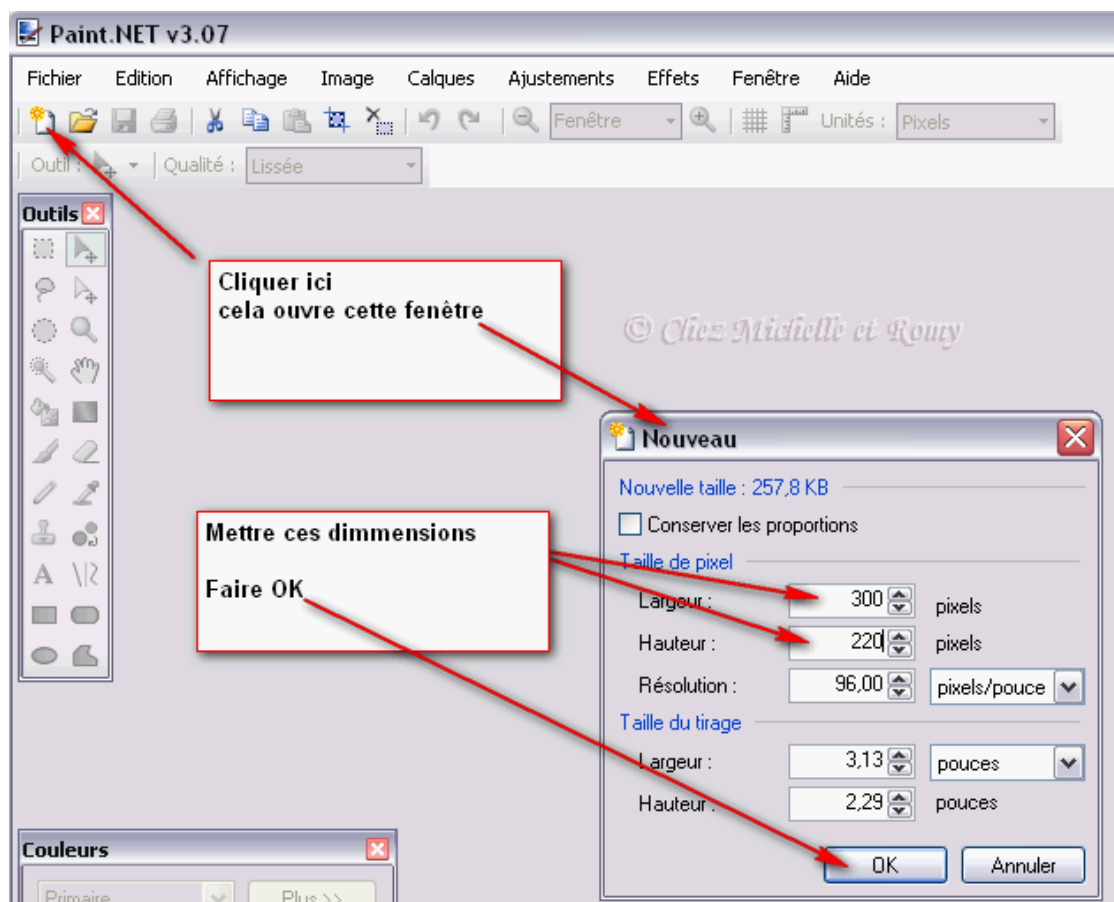 Paint.NET v3.07
Fichier Edition Affichage Image Calques Ajustements Effets Fenêtre Aide
Fenêtre Unités : Pixels
Outil : Qualité : Lissée
Outils
Cliquer ici
cela ouvre cette fenêtre
© Chez Michelle et Romy
Nouveau
Nouvelle taille : 257,8 KB
Conserver les proportions
Mettre ces dimmensions
Taille de pixel
Faire OK
Largeur : 300 pixels
Hauteur : 220 pixels
Résolution : 96,00 pixels/pouce
Taille du tirage
Largeur : 3,13 pouces
Hauteur : 2,29 pouces
OK Annuler
Couleurs
Primaire Plus >>